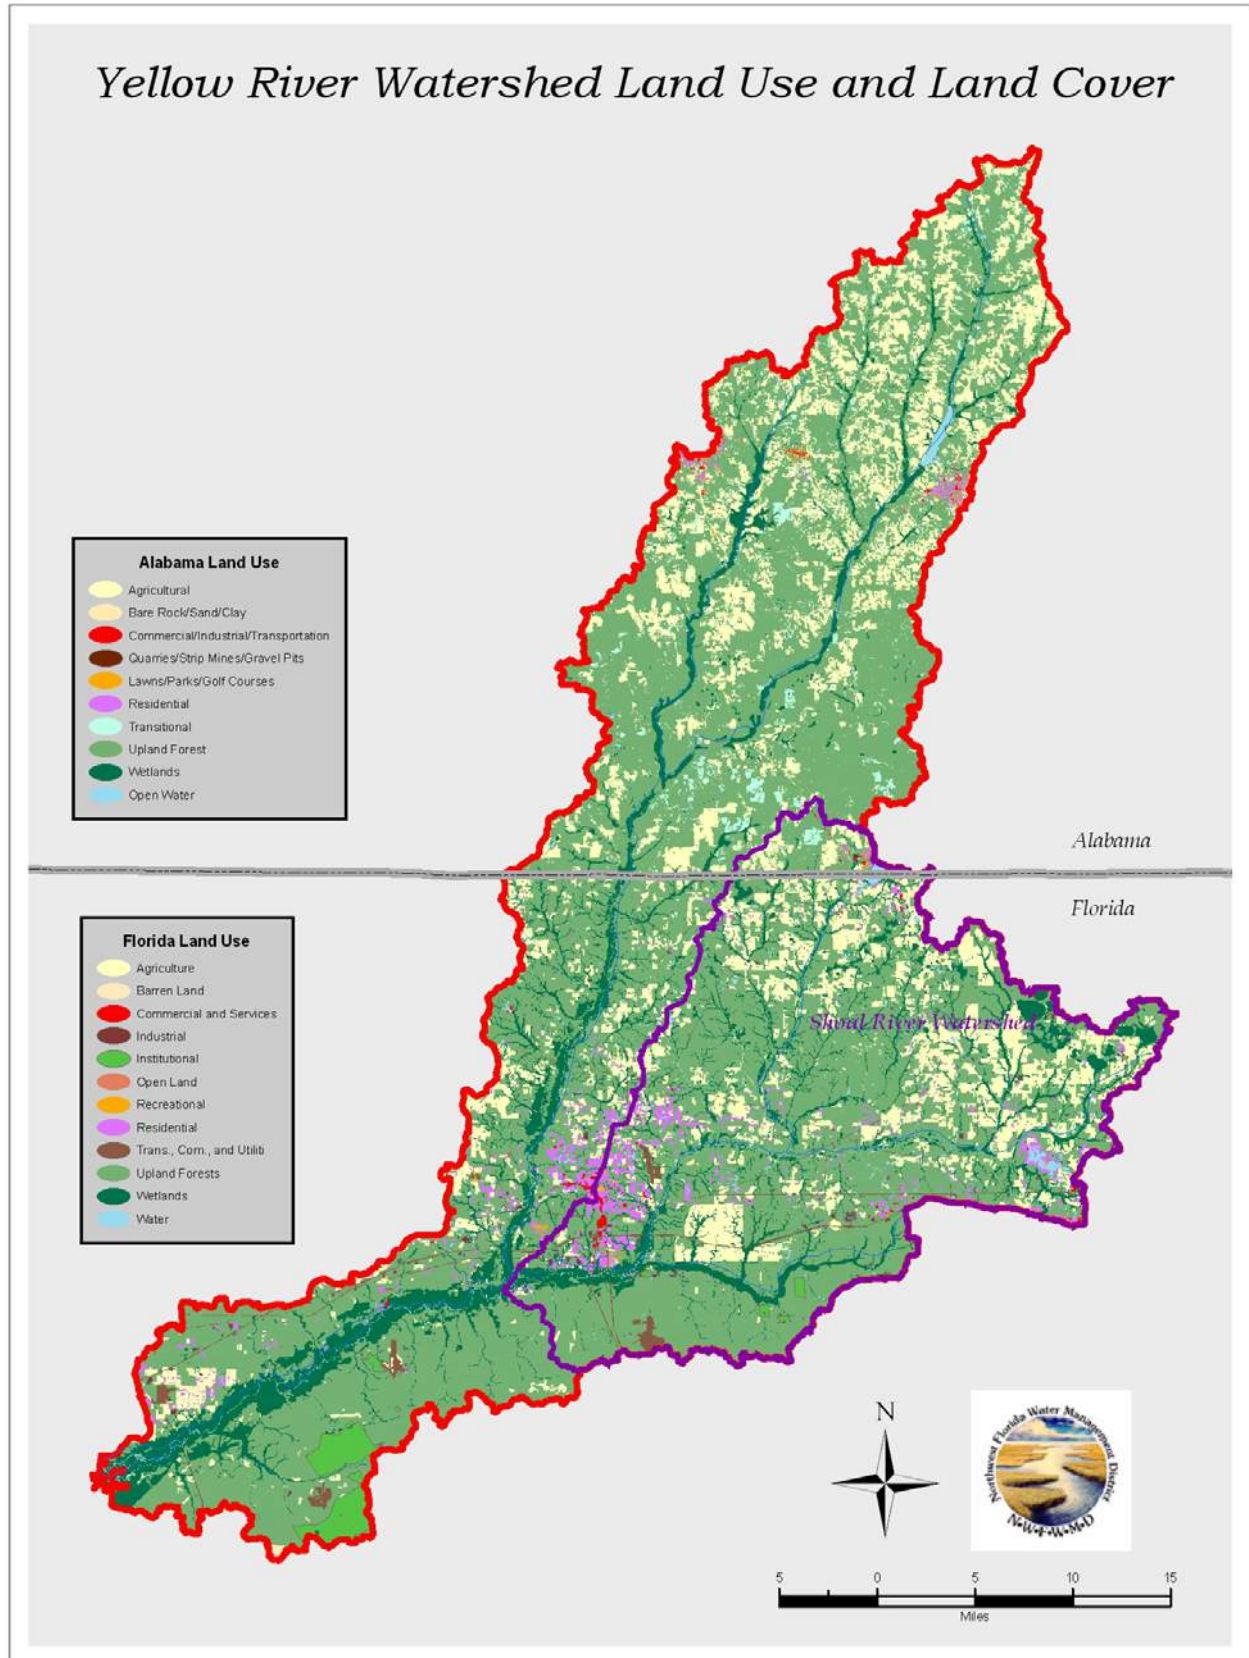 Yellow River Watershed Land Use and Land Cover
Alabama Land Use
Agricultural
Bare Rock/Sand/Clay
Commercial/Industrial/Transportation
Quarries/Strip Mines/Gravel Pits
Lawns/Parks/Golf Courses
Residential
Transitional
Upland Forest
Wetlands
Open Water
Alabama
Florida
Florida Land Use
Agriculture
Barren Land
Commercial and Services
Industrial
Institutional
Open Land
Recreational
Residential
Trans., Com., and Utiliti
Upland Forests
Wetlands
Water
Shoal River Watershed
N
Northwest Florida Water Management District
N•W•F•W•M•D
5 0 5 10 15
Miles